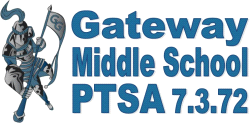 Gateway
Middle School
PTSA 7.3.72